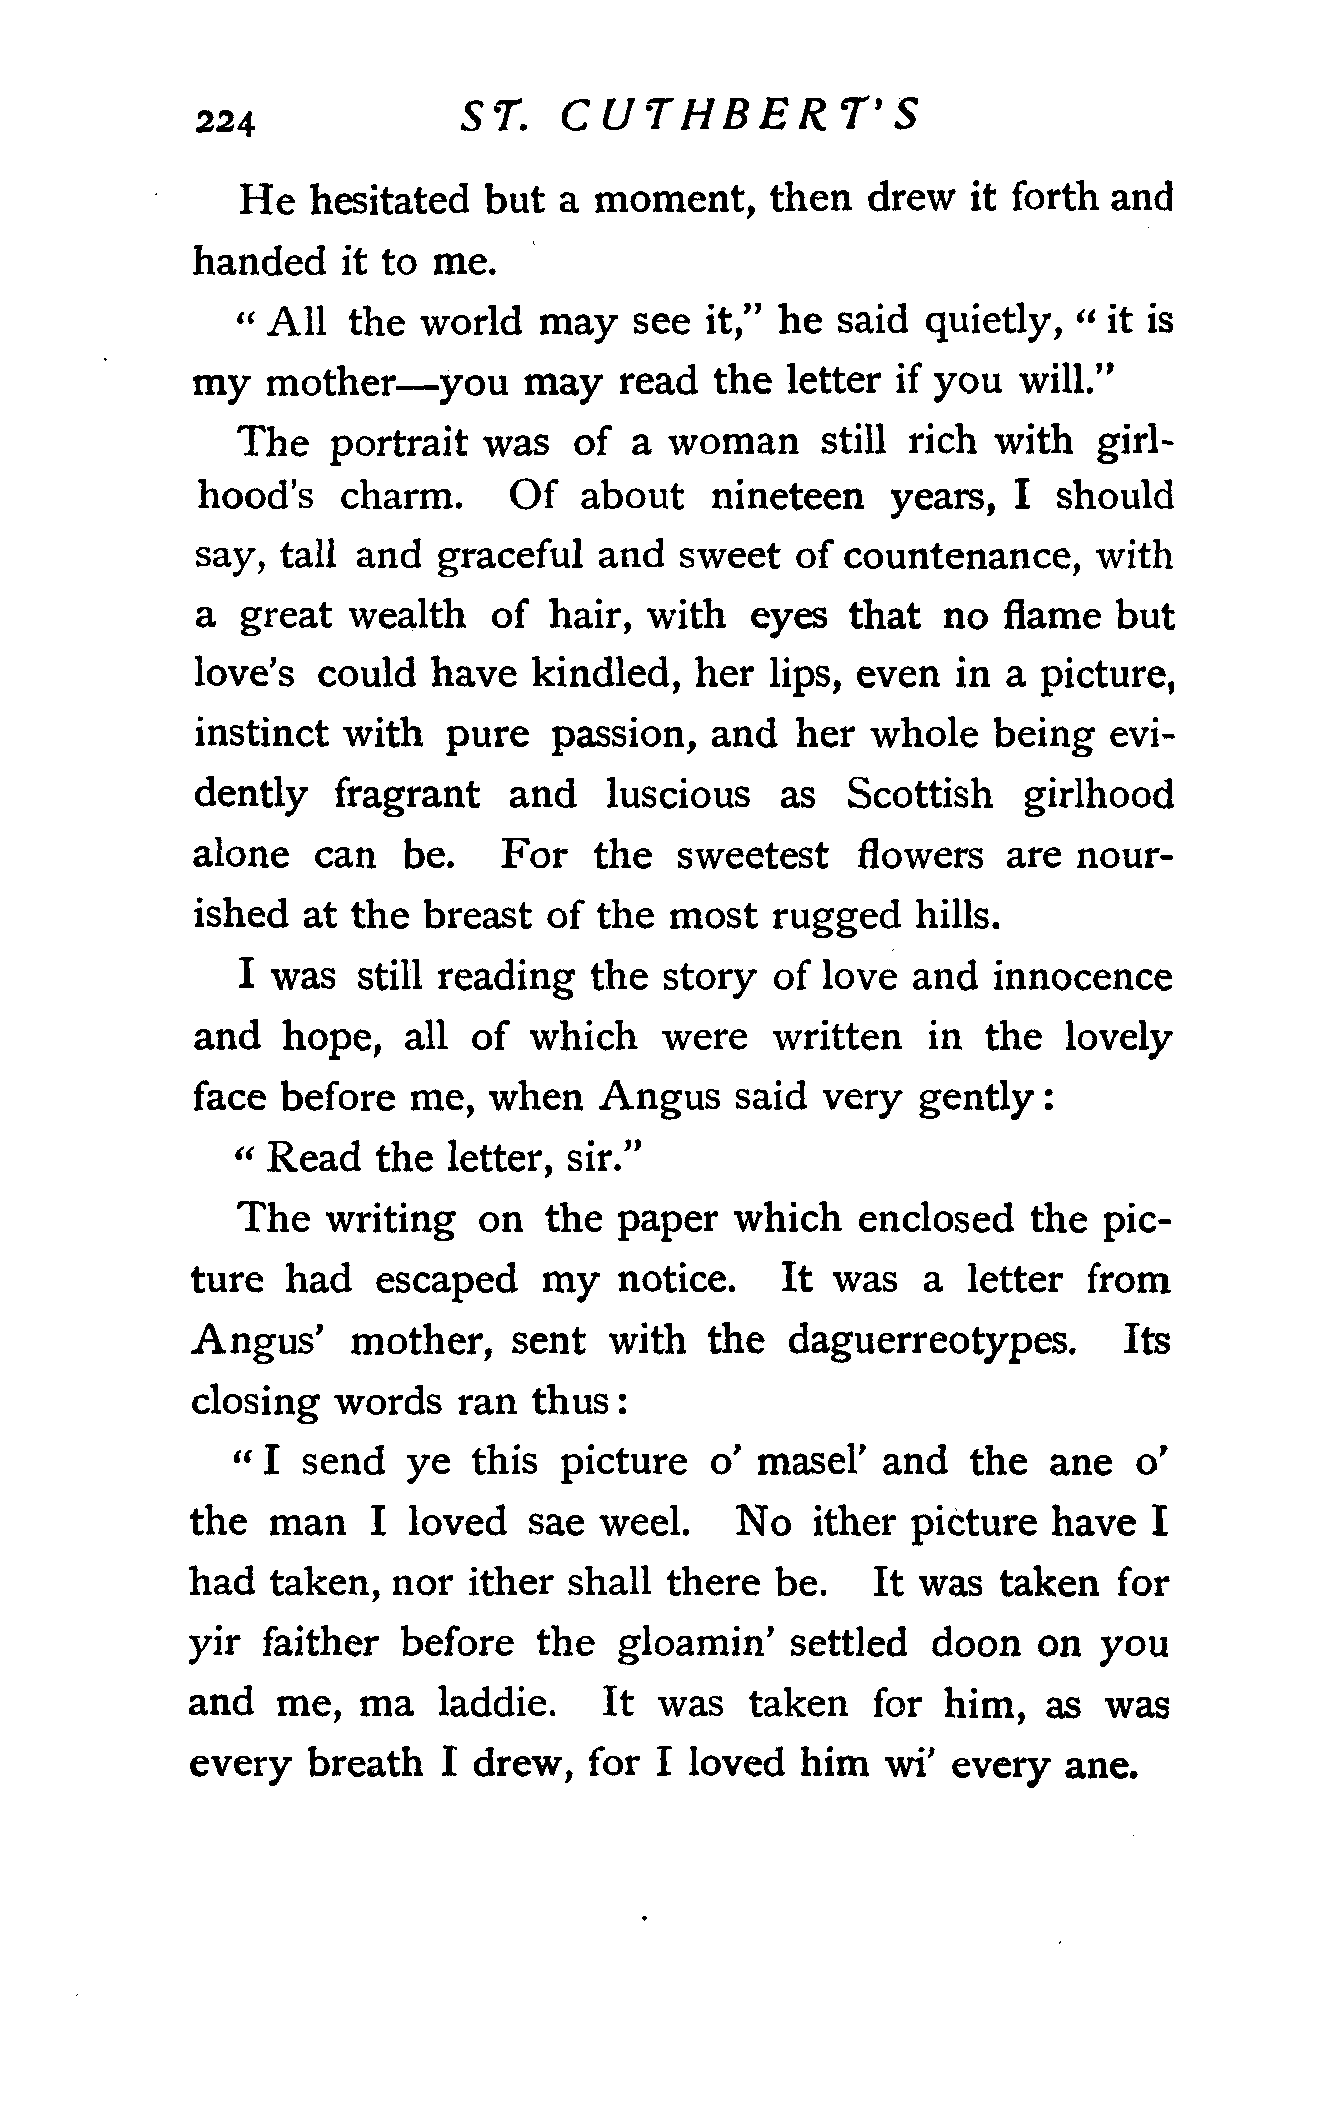 224 ST. CUTHBERT'S
He hesitated but a moment, then drew it forth and
handed it to me.
“ All the world may see it,” he said quietly, “ it is
my mother—you may read the letter if you will.”
The portrait was of a woman still rich with girl-
hood's charm. Of about nineteen years, I should
say, tall and graceful and sweet of countenance, with
a great wealth of hair, with eyes that no flame but
love's could have kindled, her lips, even in a picture,
instinct with pure passion, and her whole being evi-
dently fragrant and luscious as Scottish girlhood
alone can be. For the sweetest flowers are nour-
ished at the breast of the most rugged hills.
I was still reading the story of love and innocence
and hope, all of which were written in the lovely
face before me, when Angus said very gently :
“ Read the letter, sir.”
The writing on the paper which enclosed the pic-
ture had escaped my notice. It was a letter from
Angus' mother, sent with the daguerreotypes. Its
closing words ran thus :
“ I send ye this picture o' masel' and the ane o'
the man I loved sae weel. No ither picture have I
had taken, nor ither shall there be. It was taken for
yir faither before the gloamin' settled doon on you
and me, ma laddie. It was taken for him, as was
every breath I drew, for I loved him wi' every ane.